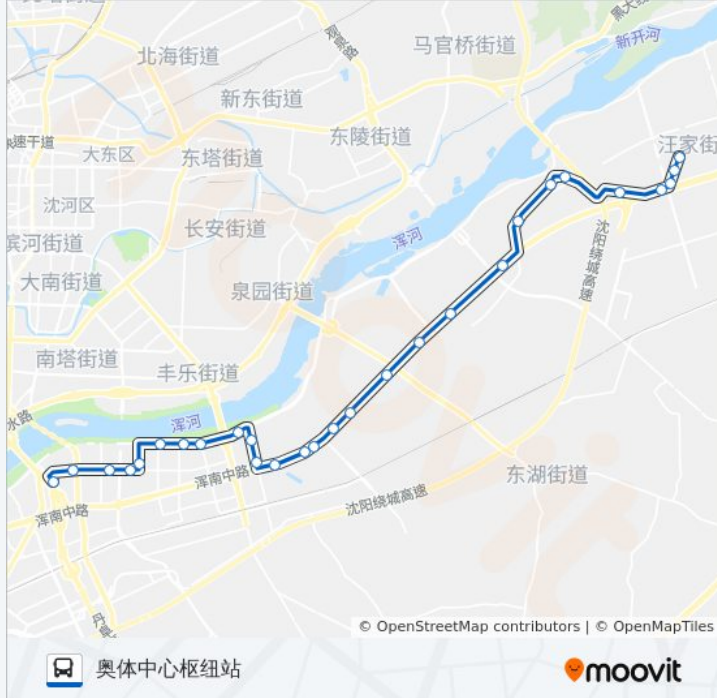 北海街道
马官桥街道
新开河
新东街道
东陵街道
速干道
大东区
东塔街道
汪家街
沈河区
长安街道
滨河街道
浑河
沈阳绕城高速
大南街道
泉园街道
南塔街道
丰乐街道
水路
浑河
浑南中路
东湖街道
沈阳绕城高速
浑南中路
© OpenStreetMap contributors | © OpenMapTiles
奥体中心枢纽站
moovit